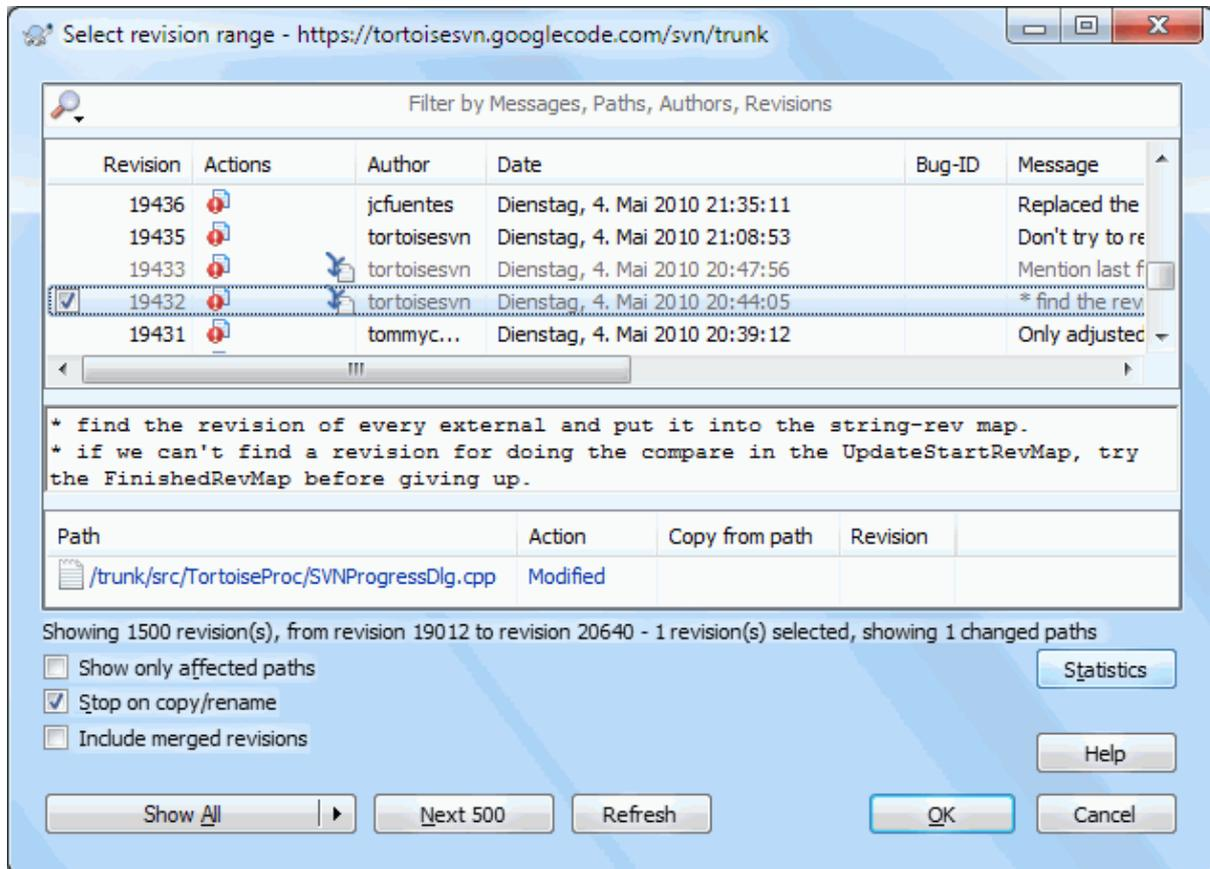 Select revision range - https://tortoisesvn.googlecode.com/svn/trunk
Filter by Messages, Paths, Authors, Revisions
Revision Actions Author Date Bug-ID Message
19436 jcfuentes Dienstag, 4. Mai 2010 21:35:11 Replaced the
19435 tortoisesvn Dienstag, 4. Mai 2010 21:08:53 Don't try to re
19433 tortoisesvn Dienstag, 4. Mai 2010 20:47:56 Mention last f
19432 tortoisesvn Dienstag, 4. Mai 2010 20:44:05 * find the rev
19431 tommyc... Dienstag, 4. Mai 2010 20:39:12 Only adjusted
* find the revision of every external and put it into the string-rev map.
* if we can't find a revision for doing the compare in the UpdateStartRevMap, try
the FinishedRevMap before giving up.
Path Action Copy from path Revision
/trunk/src/TortoiseProc/SVNProgressDlg.cpp Modified
Showing 1500 revision(s), from revision 19012 to revision 20640 - 1 revision(s) selected, showing 1 changed paths
Show only affected paths
Statistics
Stop on copy/rename
Include merged revisions
Help
Show All Next 500 Refresh OK Cancel